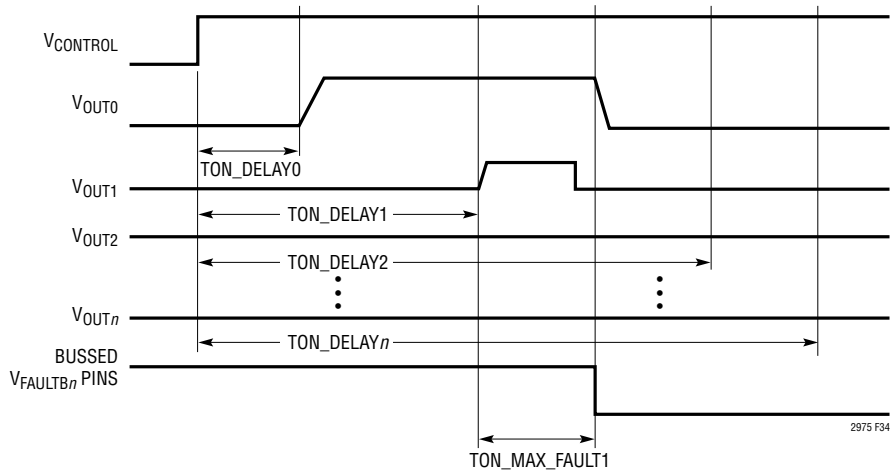 VCONTROL
VOUT0
TON_DELAY0
VOUT1
TON_DELAY1
VOUT2
TON_DELAY2
VOUTn
TON_DELAYn
BUSSED
VFAULTBn PINS
2975 F34
TON_MAX_FAULT1